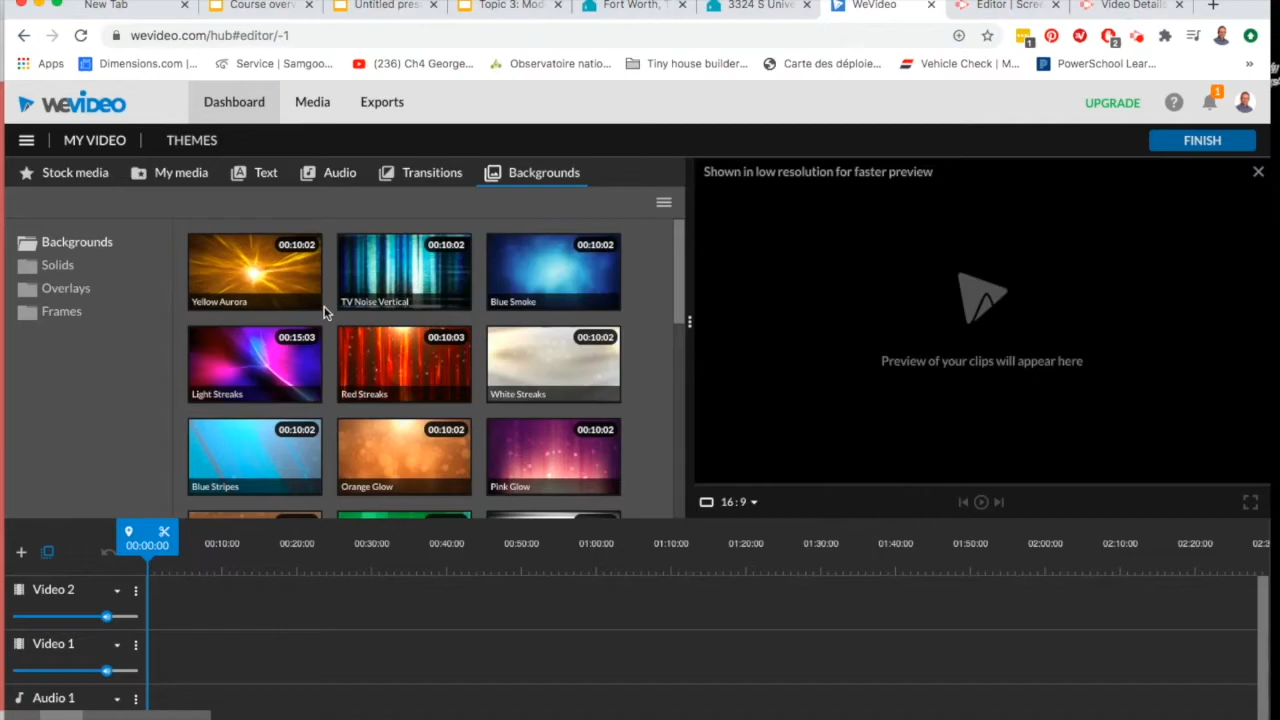 New Tab
Course over
Untitled pres
Topic 3: Mod
Fort Worth, T
3324 S Unive
WeVideo
Editor | Scree
Video Details
wevideo.com/hub#editor/-1
1
2
Apps
Dimensions.com |...
Service | Samgoo...
(236) Ch4 George...
Observatoire natio...
Tiny house builder...
Carte des déploie...
Vehicle Check | M...
PowerSchool Lear...
»
WEVIDEO
Dashboard
Media
Exports
UPGRADE
?
1
MY VIDEO
THEMES
FINISH
Stock media
My media
Text
Audio
Transitions
Backgrounds
Shown in low resolution for faster preview
Backgrounds
Solids
Overlays
Frames
00:10:02
Yellow Aurora
00:10:02
TV Noise Vertical
00:10:02
Blue Smoke
00:15:03
Light Streaks
00:10:03
Red Streaks
00:10:02
White Streaks
00:10:02
Blue Stripes
00:10:02
Orange Glow
00:10:02
Pink Glow
Preview of your clips will appear here
16:9
00:00:00
00:10:00
00:20:00
00:30:00
00:40:00
00:50:00
01:00:00
01:10:00
01:20:00
01:30:00
01:40:00
01:50:00
02:00:00
02:10:00
02:20:00
02:3
Video 2
Video 1
Audio 1